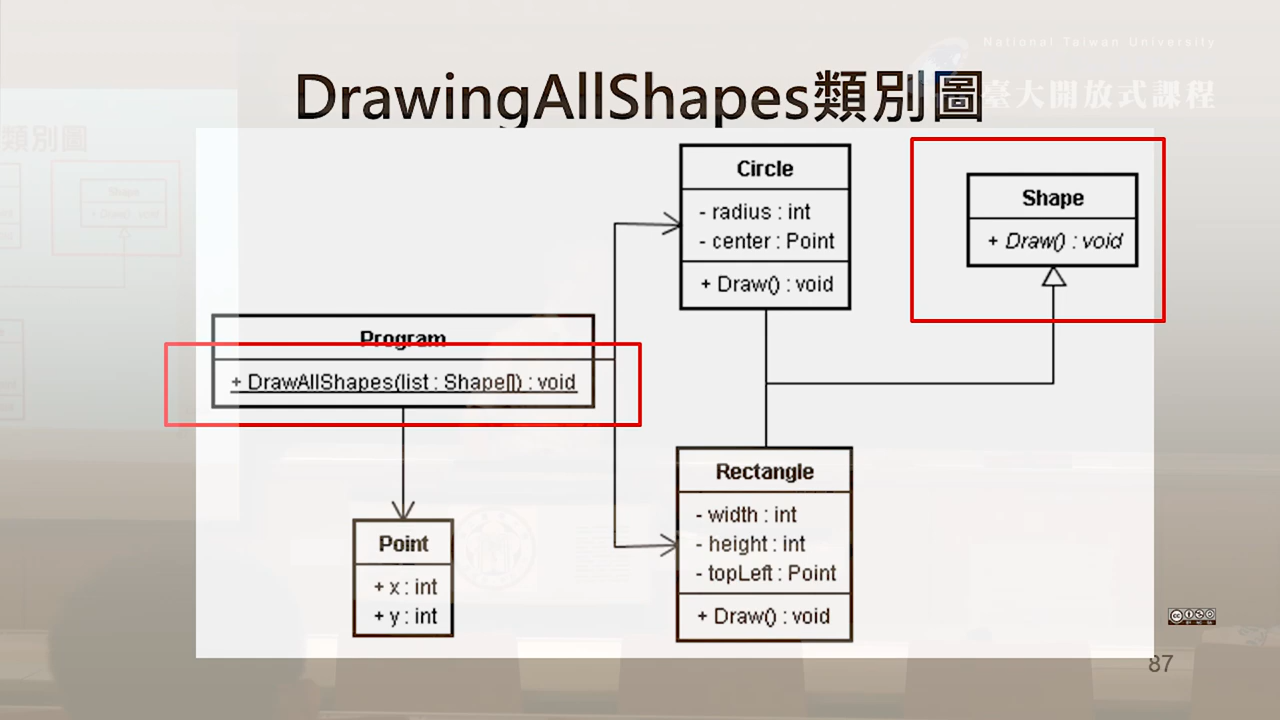 National Taiwan University
臺大開放式課程
DrawingAllShapes類別圖
類別圖
Circle
- radius : int
- center : Point
+ Draw() : void
Shape
+ Draw() : void
Program
+ DrawAllShapes(list : Shape[]) : void
Point
+ x : int
+ y : int
Rectangle
- width : int
- height : int
- topLeft : Point
+ Draw() : void
87